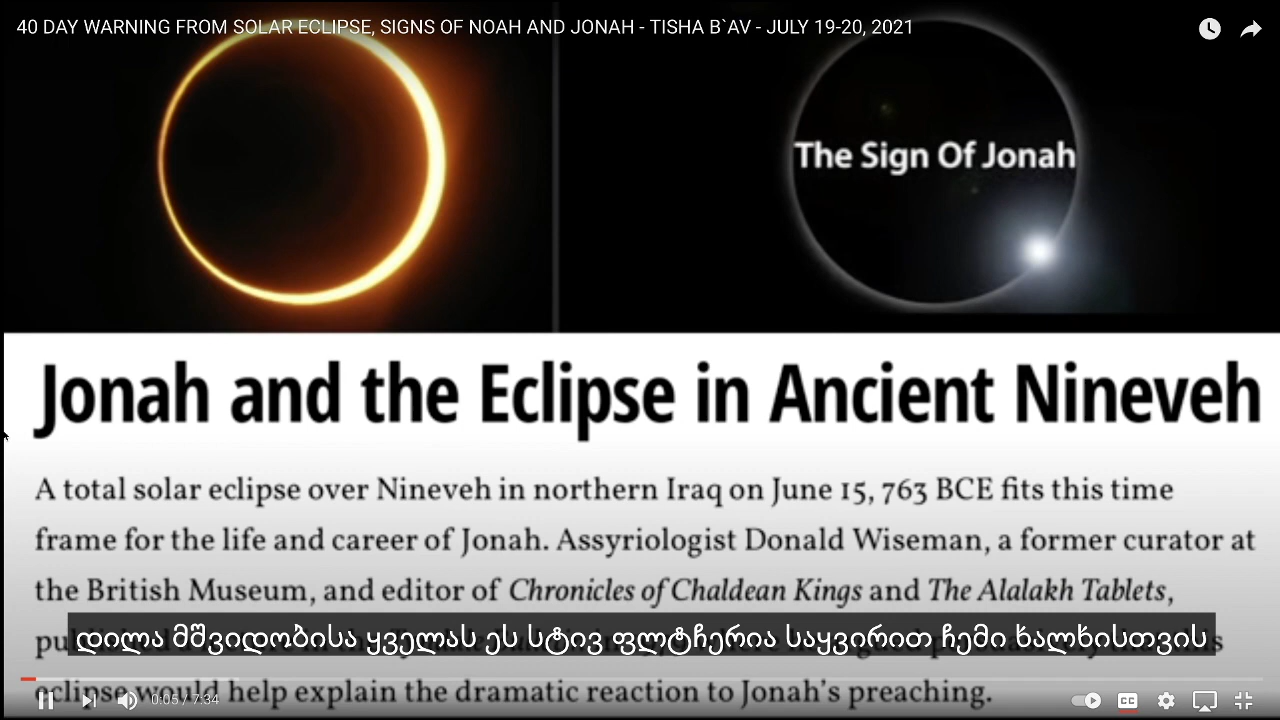 40 DAY WARNING FROM SOLAR ECLIPSE, SIGNS OF NOAH AND JONAH - TISHA B`AV - JULY 19-20, 2021
The Sign Of Jonah
Jonah and the Eclipse in Ancient Nineveh
A total solar eclipse over Nineveh in northern Iraq on June 15, 763 BCE fits this time
frame for the life and career of Jonah. Assyriologist Donald Wiseman, a former curator at
the British Museum, and editor of Chronicles of Chaldean Kings and The Alalakh Tablets,
დილა მშვიდობისა ყველას ეს სტივ ფლტჩერია საყვირით ჩემი ხალხისთვის
eclipse would help explain the dramatic reaction to Jonah’s preaching.
0:05 / 7:34
CC